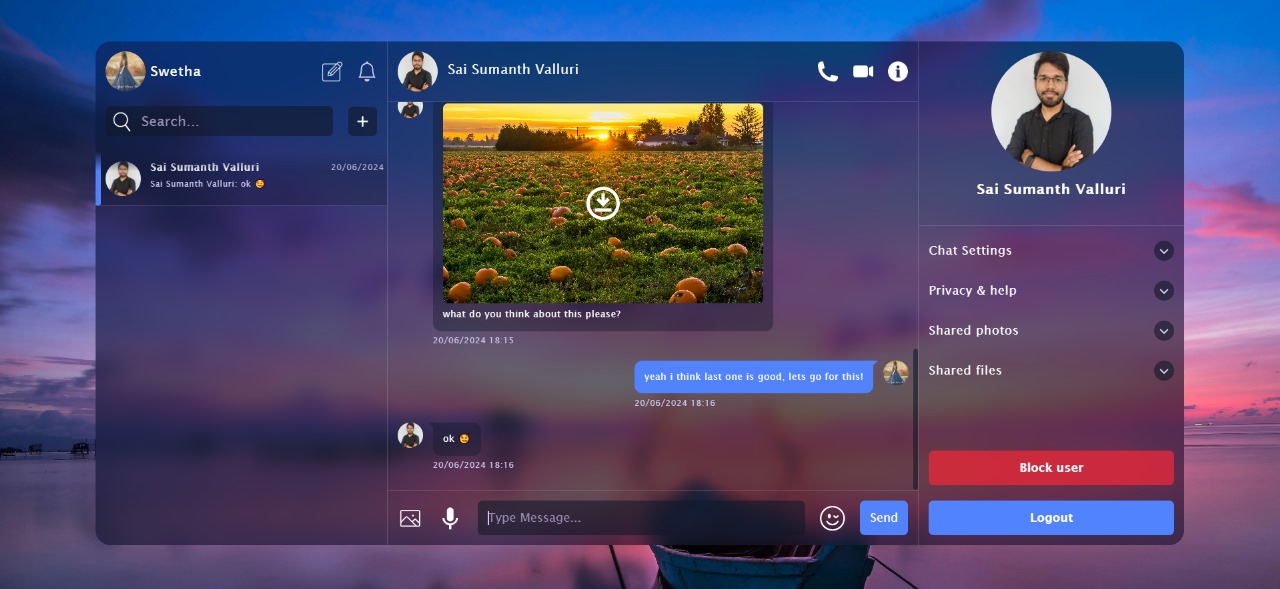 Swetha
Search...
+
Sai Sumanth Valluri
20/06/2024
Sai Sumanth Valluri: ok 😍
Sai Sumanth Valluri
what do you think about this please?
20/06/2024 18:15
yeah i think last one is good, lets go for this!
20/06/2024 18:16
ok 😍
20/06/2024 18:16
Type Message...
Send
Sai Sumanth Valluri
Chat Settings
Privacy & help
Shared photos
Shared files
Block user
Logout